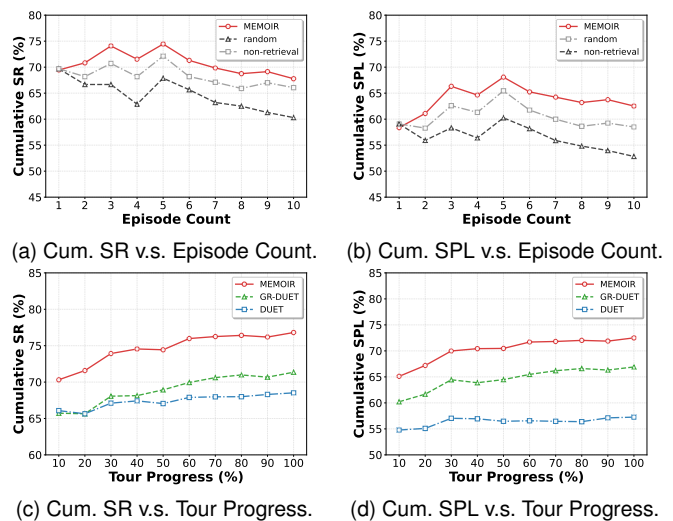 80
75
70
65
60
55
50
45
Cumulative SR (%)
MEMOIR
random
non-retrieval
1 2 3 4 5 6 7 8 9 10
Episode Count
(a) Cum. SR v.s. Episode Count.
80
75
70
65
60
55
50
45
Cumulative SPL (%)
MEMOIR
random
non-retrieval
1 2 3 4 5 6 7 8 9 10
Episode Count
(b) Cum. SPL v.s. Episode Count.
85
80
75
70
65
60
Cumulative SR (%)
MEMOIR
GR-DUET
DUET
10 20 30 40 50 60 70 80 90 100
Tour Progress (%)
(c) Cum. SR v.s. Tour Progress.
85
80
75
70
65
60
55
50
Cumulative SPL (%)
MEMOIR
GR-DUET
DUET
10 20 30 40 50 60 70 80 90 100
Tour Progress (%)
(d) Cum. SPL v.s. Tour Progress.